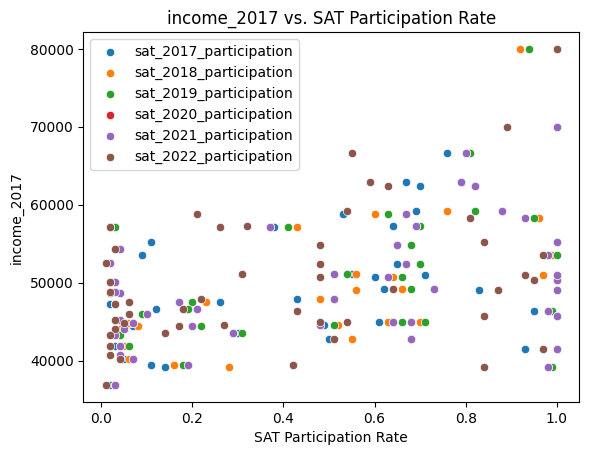 income_2017 vs. SAT Participation Rate
sat_2017_participation
sat_2018_participation
sat_2019_participation
sat_2020_participation
sat_2021_participation
sat_2022_participation
80000
70000
60000
50000
40000
income_2017
0.0 0.2 0.4 0.6 0.8 1.0
SAT Participation Rate